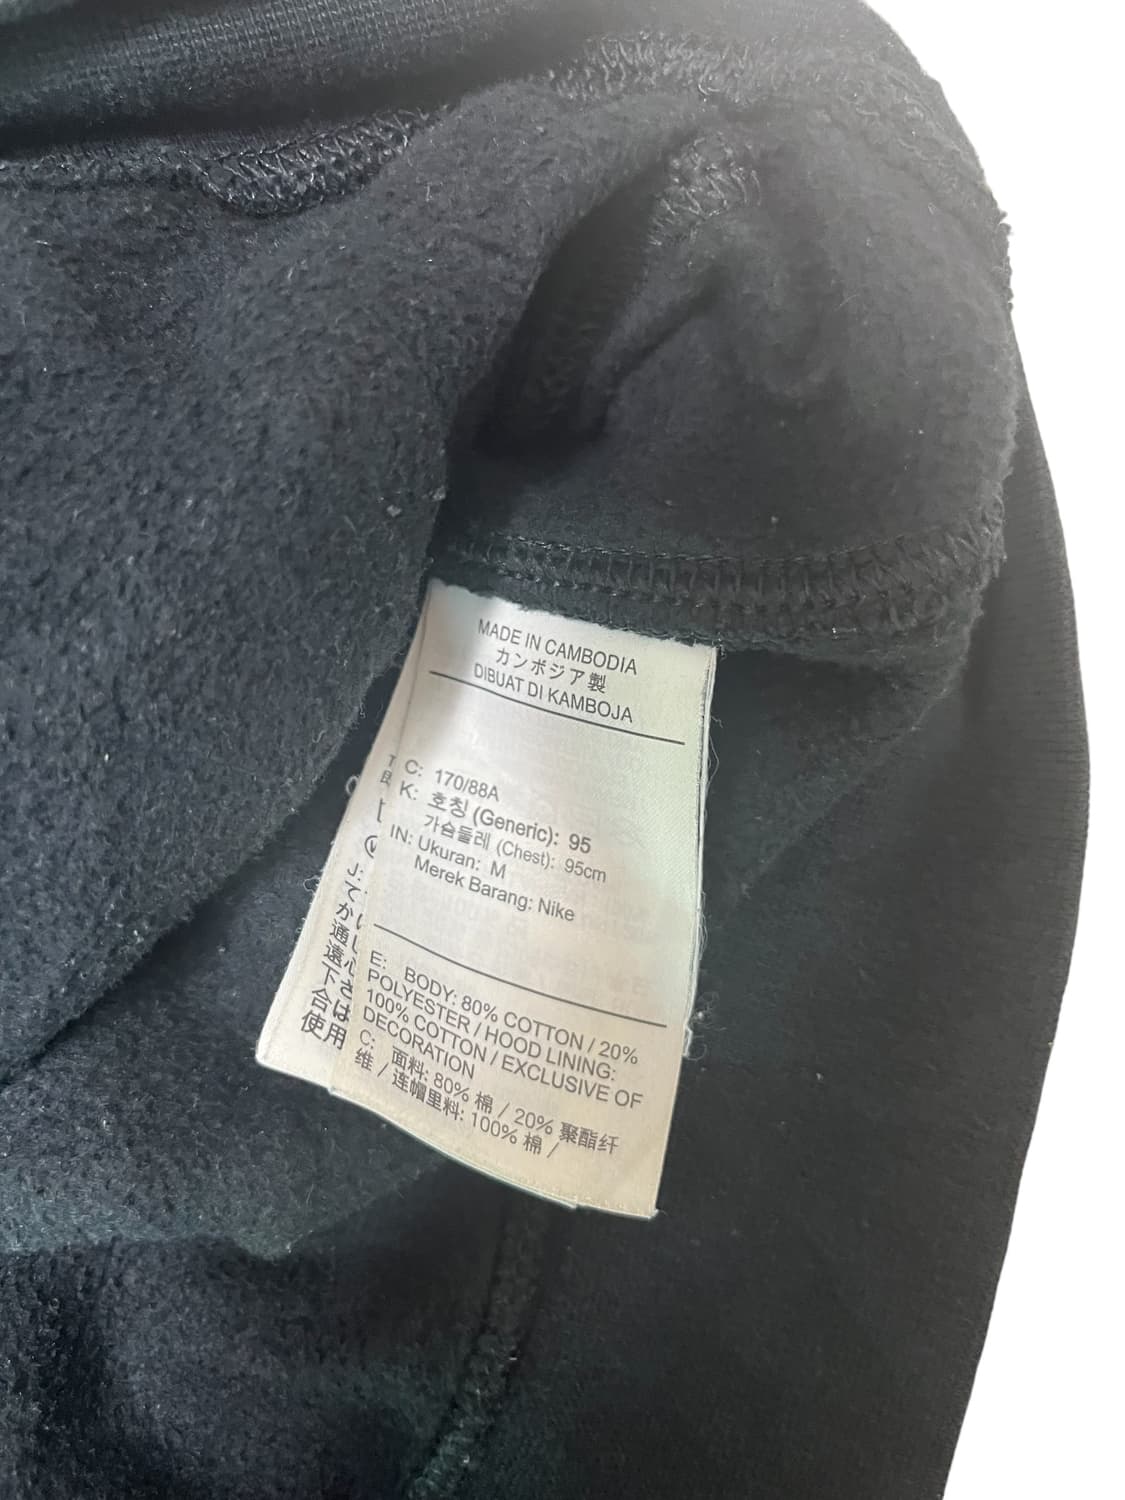 MADE IN CAMBODIA
カンボジア製
DIBUAT DI KAMBOJA
C: 170/88A
K: 호칭 (Generic): 95
가슴둘레 (Chest): 95cm
IN: Ukuran: M
Merek Barang: Nike
E: BODY: 80% COTTON / 20%
POLYESTER / HOOD LINING:
100% COTTON / EXCLUSIVE OF
DECORATION
C: 面料: 80% 棉 / 20% 聚酯纤
维 / 连帽里料: 100% 棉 /
使用